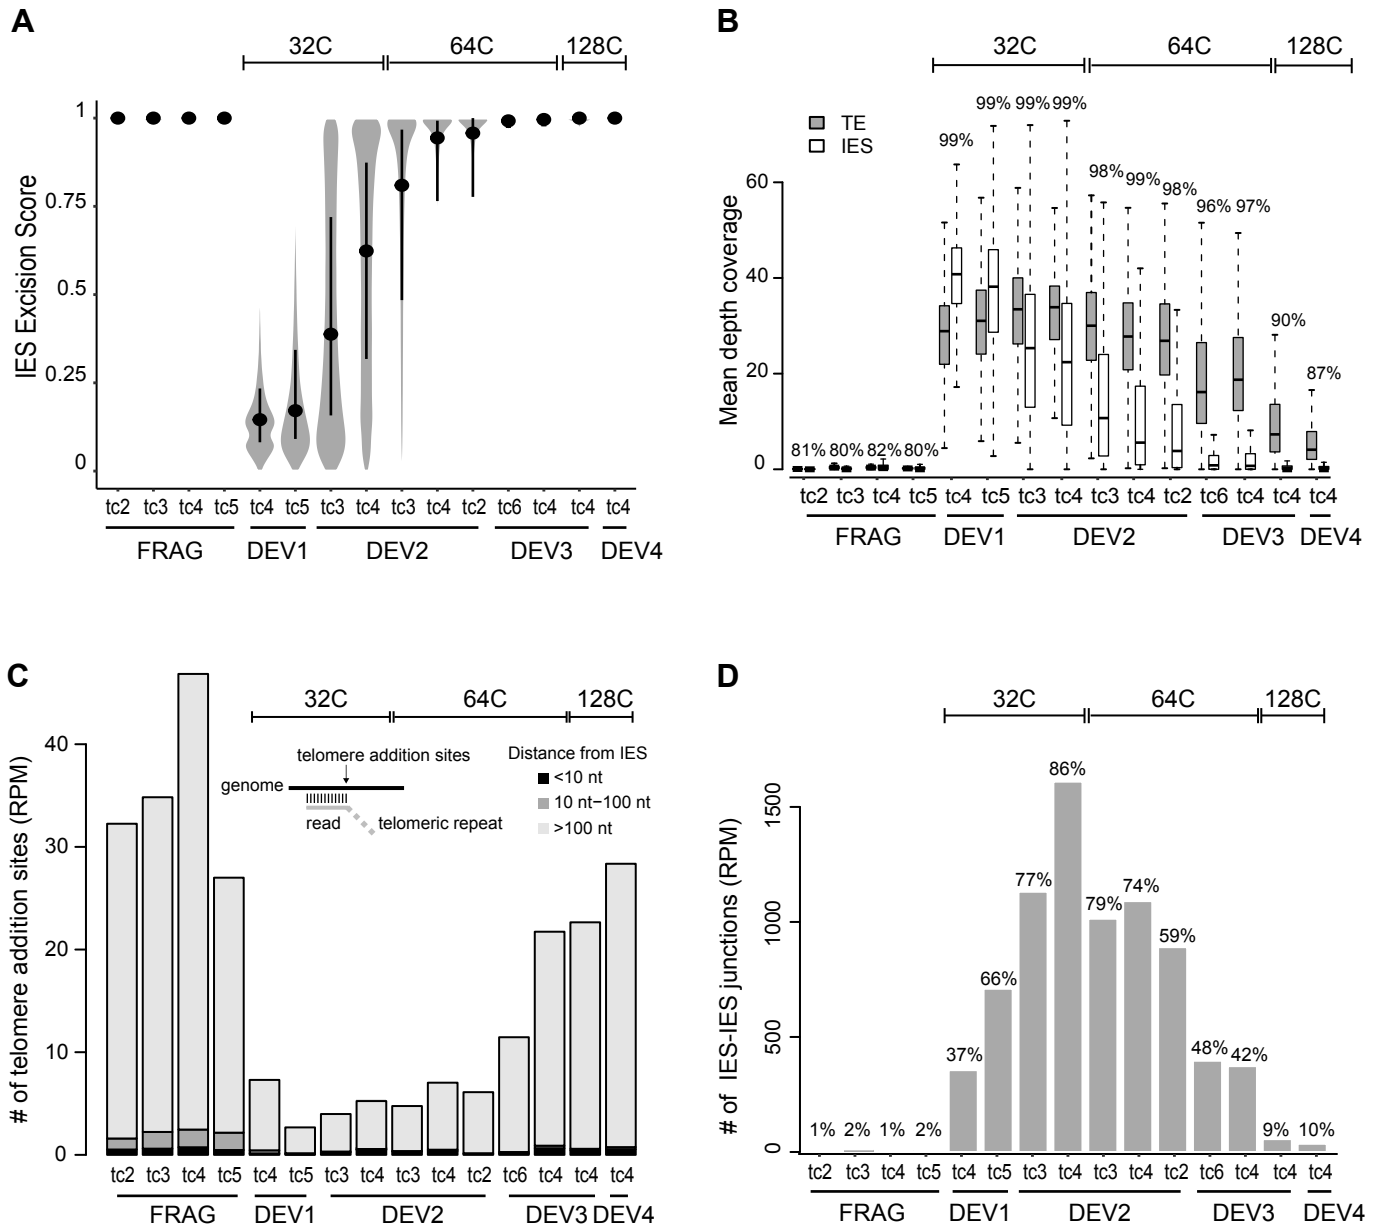 A
32C 64C 128C
IES Excision Score
1
0.75
0.5
0.25
0
tc2 tc3 tc4 tc5 tc4 tc5 tc3 tc4 tc3 tc4 tc2 tc6 tc4 tc4 tc4
FRAG DEV1 DEV2 DEV3 DEV4
B
32C 64C 128C
TE
IES
Mean depth coverage
60
40
20
0
81% 80% 82% 80% 99% 99% 99% 99% 98% 99% 98% 96% 97% 90% 87%
tc2 tc3 tc4 tc5 tc4 tc5 tc3 tc4 tc3 tc4 tc2 tc6 tc4 tc4 tc4
FRAG DEV1 DEV2 DEV3 DEV4
C
32C 64C 128C
# of telomere addition sites (RPM)
40
30
20
10
0
telomere addition sites
genome
read telomeric repeat
Distance from IES
<10 nt
10 nt−100 nt
>100 nt
tc2 tc3 tc4 tc5 tc4 tc5 tc3 tc4 tc3 tc4 tc2 tc6 tc4 tc4 tc4
FRAG DEV1 DEV2 DEV3 DEV4
D
32C 64C 128C
# of IES-IES junctions (RPM)
1500
1000
500
0
1% 2% 1% 2% 37% 66% 77% 86% 79% 74% 59% 48% 42% 9% 10%
tc2 tc3 tc4 tc5 tc4 tc5 tc3 tc4 tc3 tc4 tc2 tc6 tc4 tc4 tc4
FRAG DEV1 DEV2 DEV3 DEV4